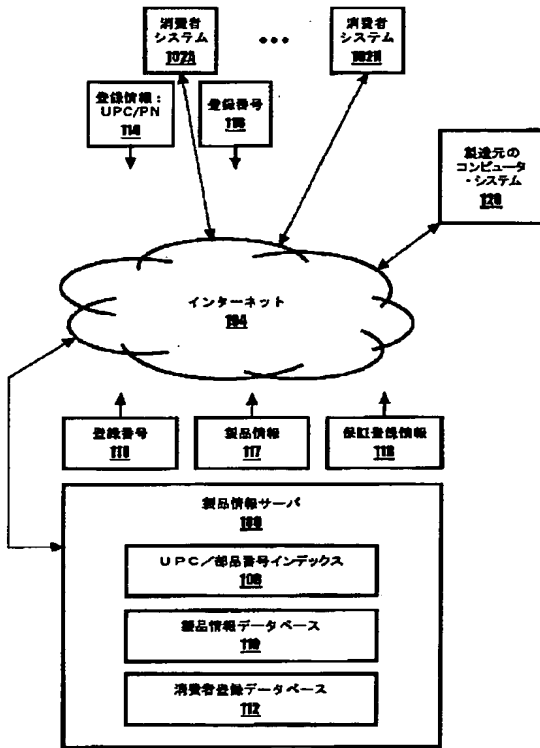 消費者
システム
102A
•••
消費者
システム
102N
登録情報：
UPC/PN
114
登録番号
116
製造元の
コンピュータ
・システム
120
インターネット
104
登録番号
製品情報
117
保証登録情報
118
製品情報サーバ
UPC／部品番号インデックス
108
製品情報データベース
110
消費者登録データベース
112